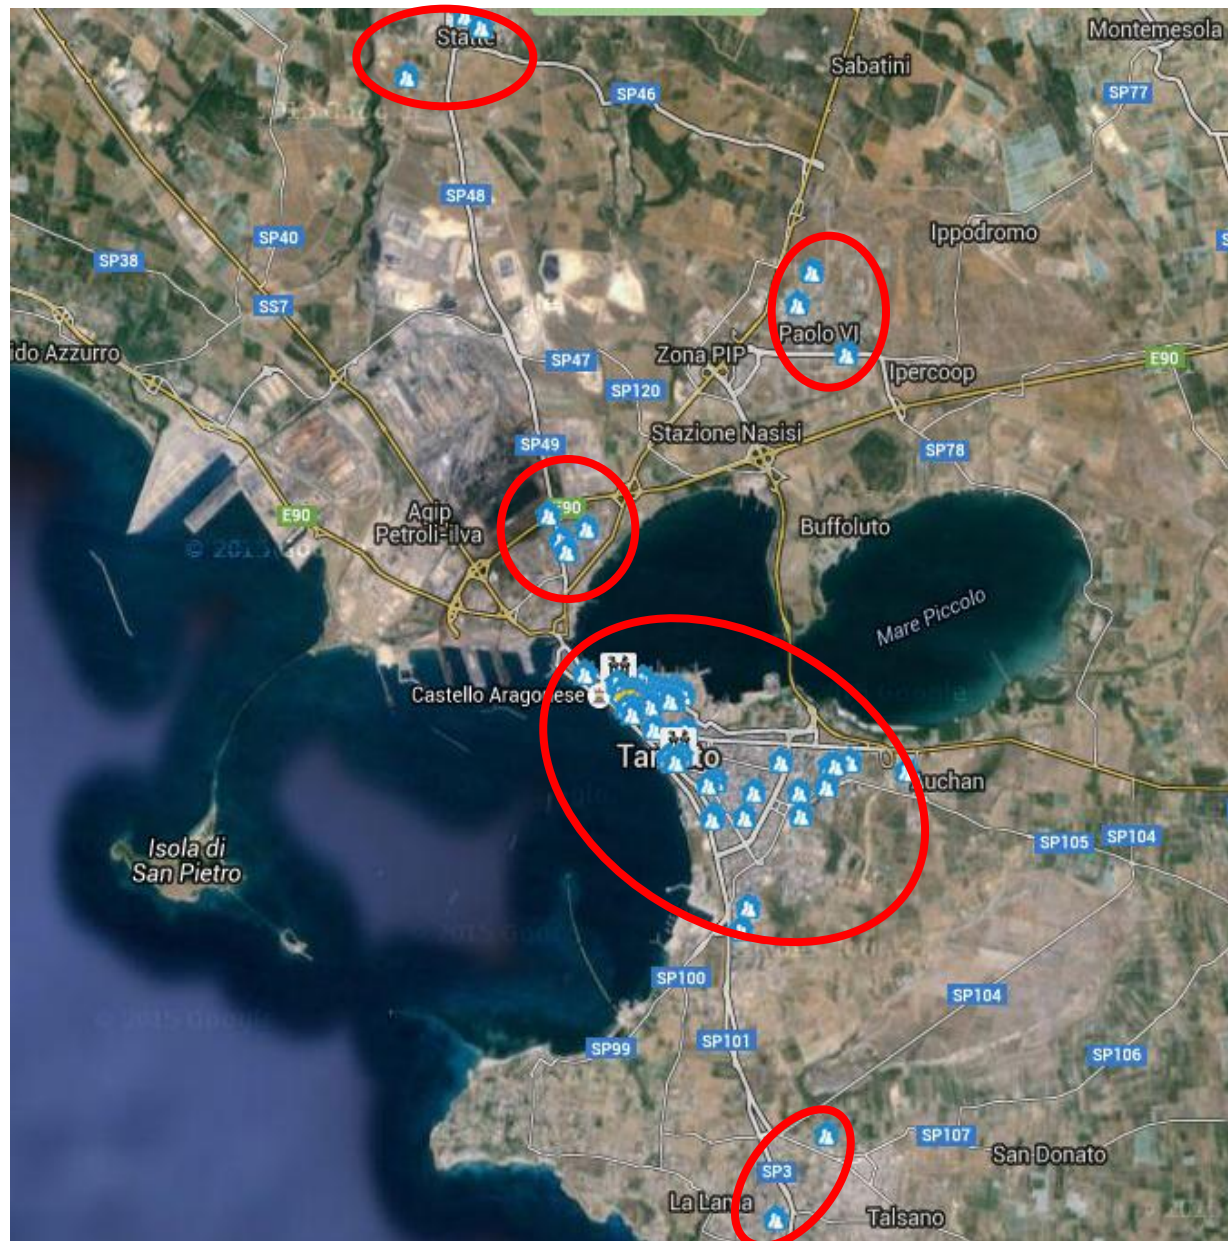 Montemesola
Statte
Sabatini
SP46
SP77
SP48
SP40
Ippodromo
SP38
SS7
Paolo VI
ido Azzurro
Zona PIP
SP47
E90
Ipercoop
SP120
Stazione Nasisi
SP49
SP78
E90
E90
Agip
Petroli-Ilva
Buffoluto
Mare Piccolo
Castello Aragonese
Auchan
Isola di
San Pietro
SP105
SP104
SP100
SP104
SP101
SP99
SP106
SP107
San Donato
SP3
La Lama
Talsano